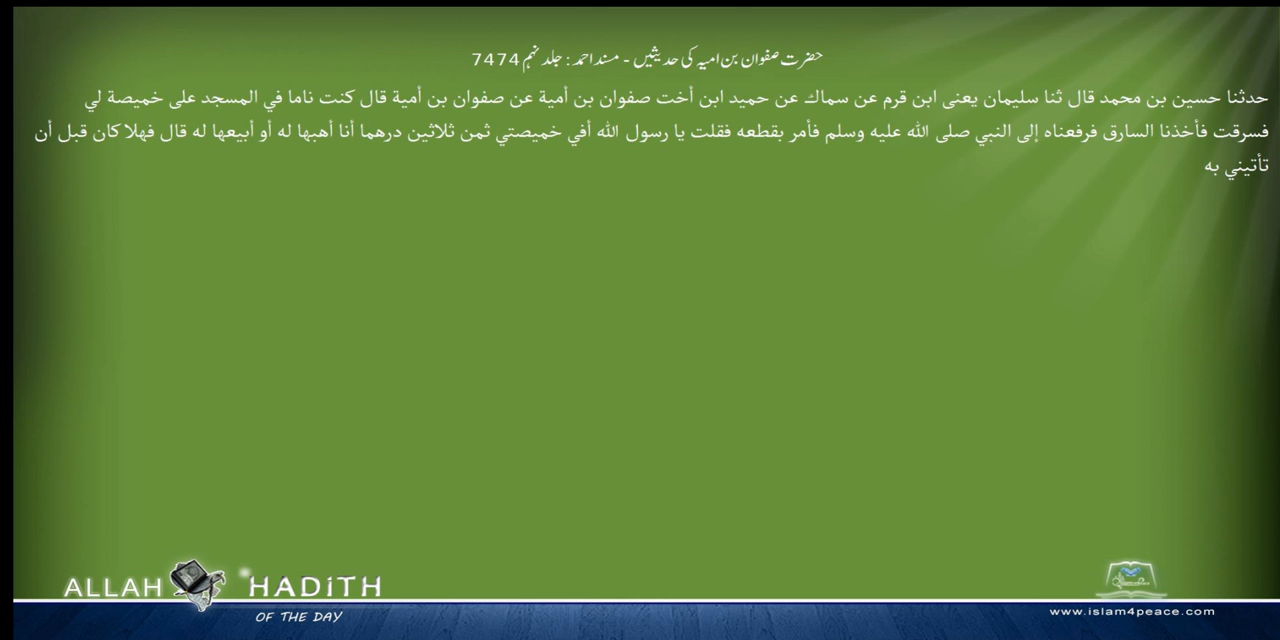 حضرت صفوان بن امیہ کی حدیثیں - مسند احمد : جلد نہم 7474
حدثنا حسين بن محمد قال ثنا سليمان يعنى ابن قرم عن سماك عن حميد ابن أخت صفوان بن أمية عن صفوان بن أمية قال كنت ناما في المسجد على خميصة لي
فسرقت فأخذنا السارق فرفعناه إلى النبي صلى الله عليه وسلم فأمر بقطعه فقلت يا رسول الله أفي خميصتي ثمن ثلاثين درهما أنا أهبها له أو أبيعها له قال فهلا كان قبل أن
تأتيني به
ALLAH HADITH
OF THE DAY
www.islam4peace.com